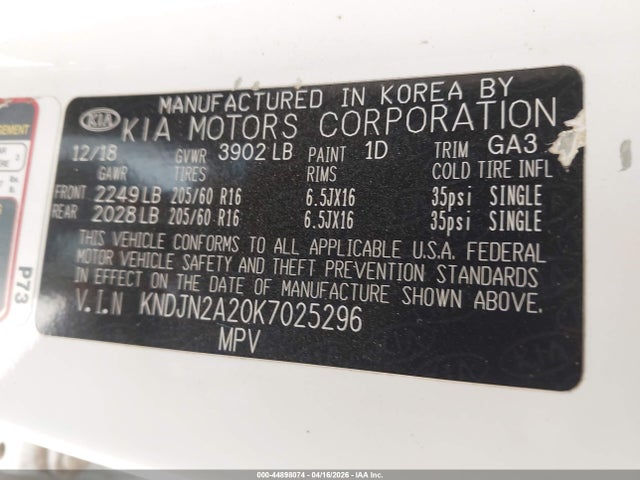 MANUFACTURED IN KOREA BY
KIA KIA MOTORS CORPORATION
12/18 GVWR 3902 LB PAINT 1D TRIM GA3
GAWR TIRES RIMS COLD TIRE INFL
FRONT 2249 LB 205/60 R16 6.5JX16 35psi SINGLE
REAR 2028 LB 205/60 R16 6.5JX16 35psi SINGLE
THIS VEHICLE CONFORMS TO ALL APPLICABLE U.S.A. FEDERAL
MOTOR VEHICLE SAFETY AND THEFT PREVENTION STANDARDS
IN EFFECT ON THE DATE OF MANUFACTURE SHOWN ABOVE.
V.I.N KNDJN2A20K7025296
MPV
P73
000-44898074 - 04/16/2026 - IAA Inc.